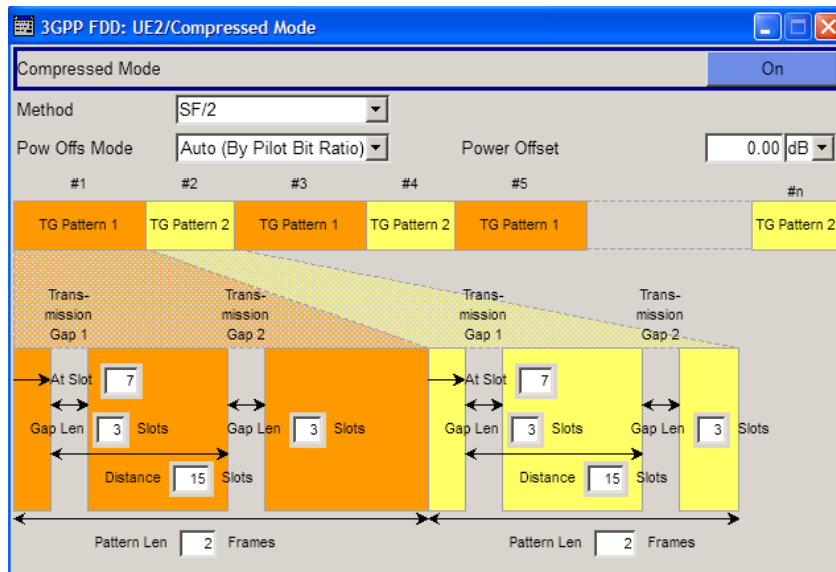 3GPP FDD: UE2/Compressed Mode
Compressed Mode On
Method SF/2
Pow Offs Mode Auto (By Pilot Bit Ratio) Power Offset 0.00 dB
#1 #2 #3 #4 #5 #n
TG Pattern 1 TG Pattern 2 TG Pattern 1 TG Pattern 2 TG Pattern 1 TG Pattern 2
Trans- Trans- Trans- Trans-
mission mission mission mission
Gap 1 Gap 2 Gap 1 Gap 2
At Slot 7 At Slot 7
Gap Len 3 Slots Gap Len 3 Slots Gap Len 3 Slots Gap Len 3 Slots
Distance 15 Slots Distance 15 Slots
Pattern Len 2 Frames Pattern Len 2 Frames